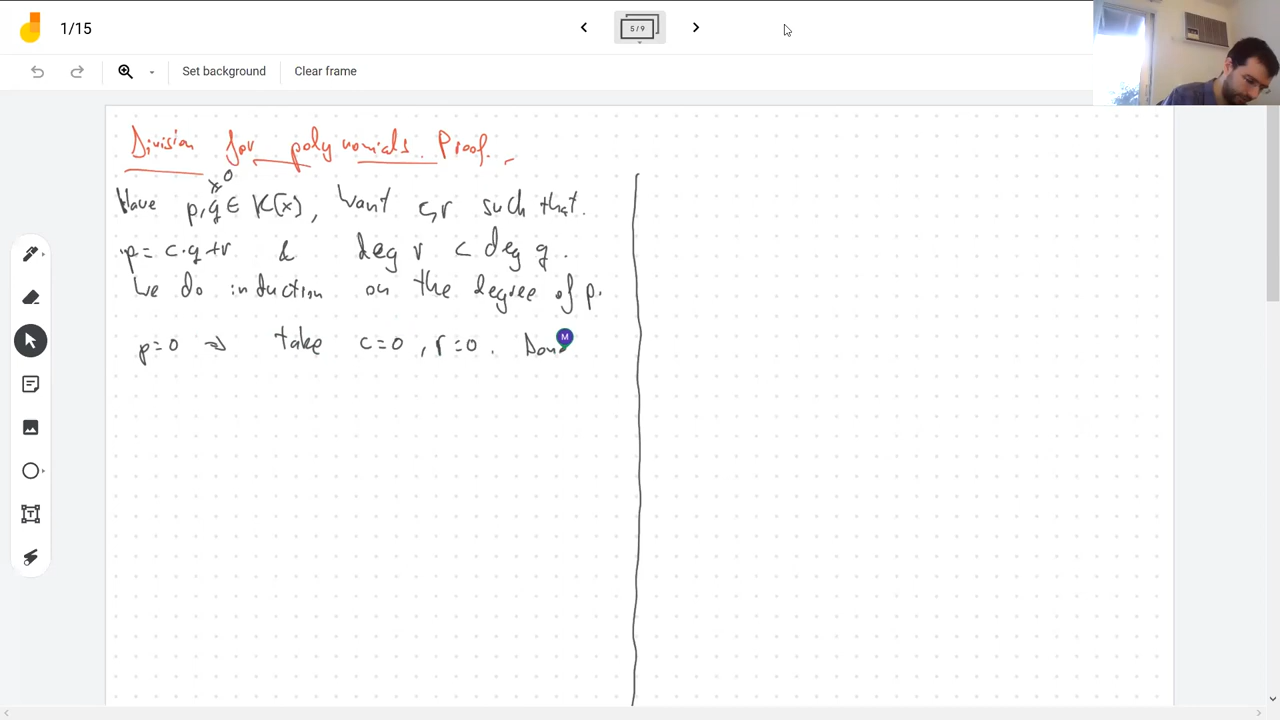 1/15
5/9
Set background
Clear frame
Division for polynomials. Proof.
≠0
Have p,q ∈ K[x], want c,r such that.
p = c·q+r & deg r < deg q.
We do induction on the degree of p.
p=0 ⇒ take c=0, r=0. Done
M